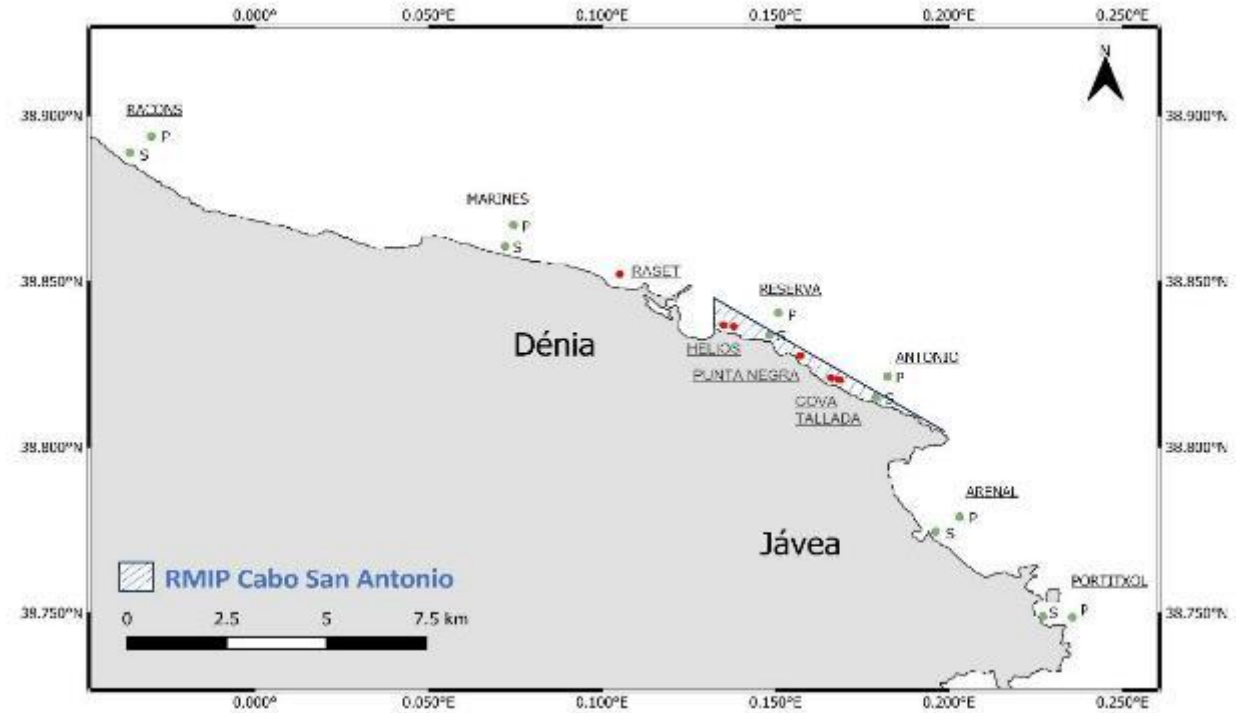 0.000° 0.050°E 0.100°E 0.150°E 0.200°E 0.250°E
N
38.900°N 38.900°N
RACONS
P
S
MARINES
P
S
38.850°N 38.850°N
RASET
RESERVA
P
S
Dénia
HELIOS
ANTONIO
P
PUNTA NEGRA
S
COVA
TALLADA
38.800°N 38.800°N
ARENAL
P
S
Jávea
RMIP Cabo San Antonio
PORTITXOL
S P
38.750°N 38.750°N
0 2.5 5 7.5 km
0.000° 0.050°E 0.100°E 0.150°E 0.200°E 0.250°E